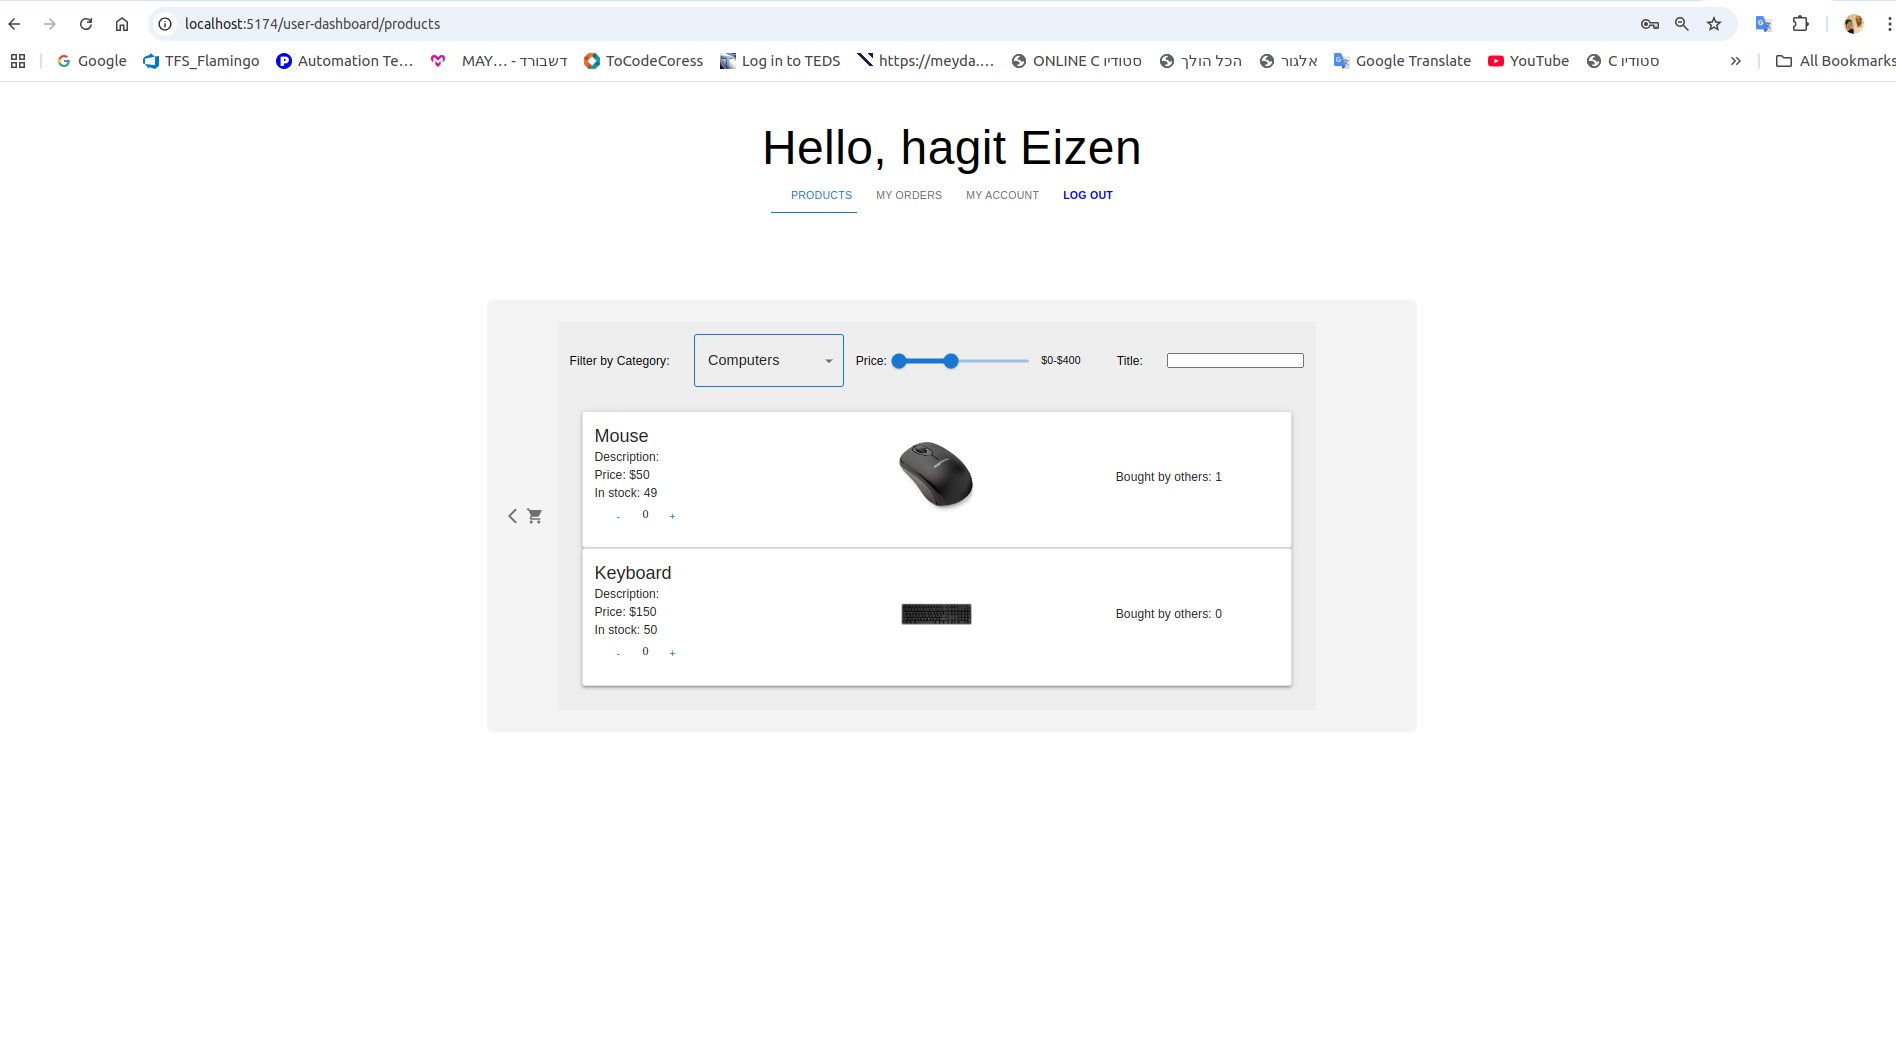 localhost:5174/user-dashboard/products
Google TFS_Flamingo Automation Te... MAY... - דשבורד ToCodeCoress Log in to TEDS https://meyda.... ONLINE C סטודיו הכל הולך אלגור Google Translate YouTube C סטודיו » All Bookmarks
Hello, hagit Eizen
PRODUCTS MY ORDERS MY ACCOUNT LOG OUT
Filter by Category: Computers Price: $0-$400 Title:
Mouse
Description:
Price: $50
In stock: 49
- 0 +
Bought by others: 1
Keyboard
Description:
Price: $150
In stock: 50
- 0 +
Bought by others: 0